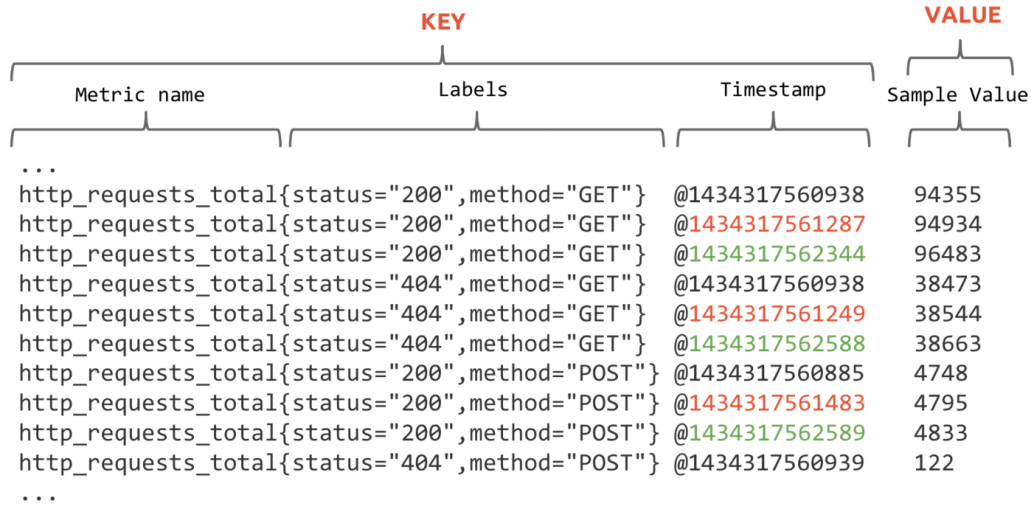 KEY VALUE
Metric name Labels Timestamp Sample Value
...
http_requests_total{status="200",method="GET"} @1434317560938 94355
http_requests_total{status="200",method="GET"} @1434317561287 94934
http_requests_total{status="200",method="GET"} @1434317562344 96483
http_requests_total{status="404",method="GET"} @1434317560938 38473
http_requests_total{status="404",method="GET"} @1434317561249 38544
http_requests_total{status="404",method="GET"} @1434317562588 38663
http_requests_total{status="200",method="POST"} @1434317560885 4748
http_requests_total{status="200",method="POST"} @1434317561483 4795
http_requests_total{status="200",method="POST"} @1434317562589 4833
http_requests_total{status="404",method="POST"} @1434317560939 122
...